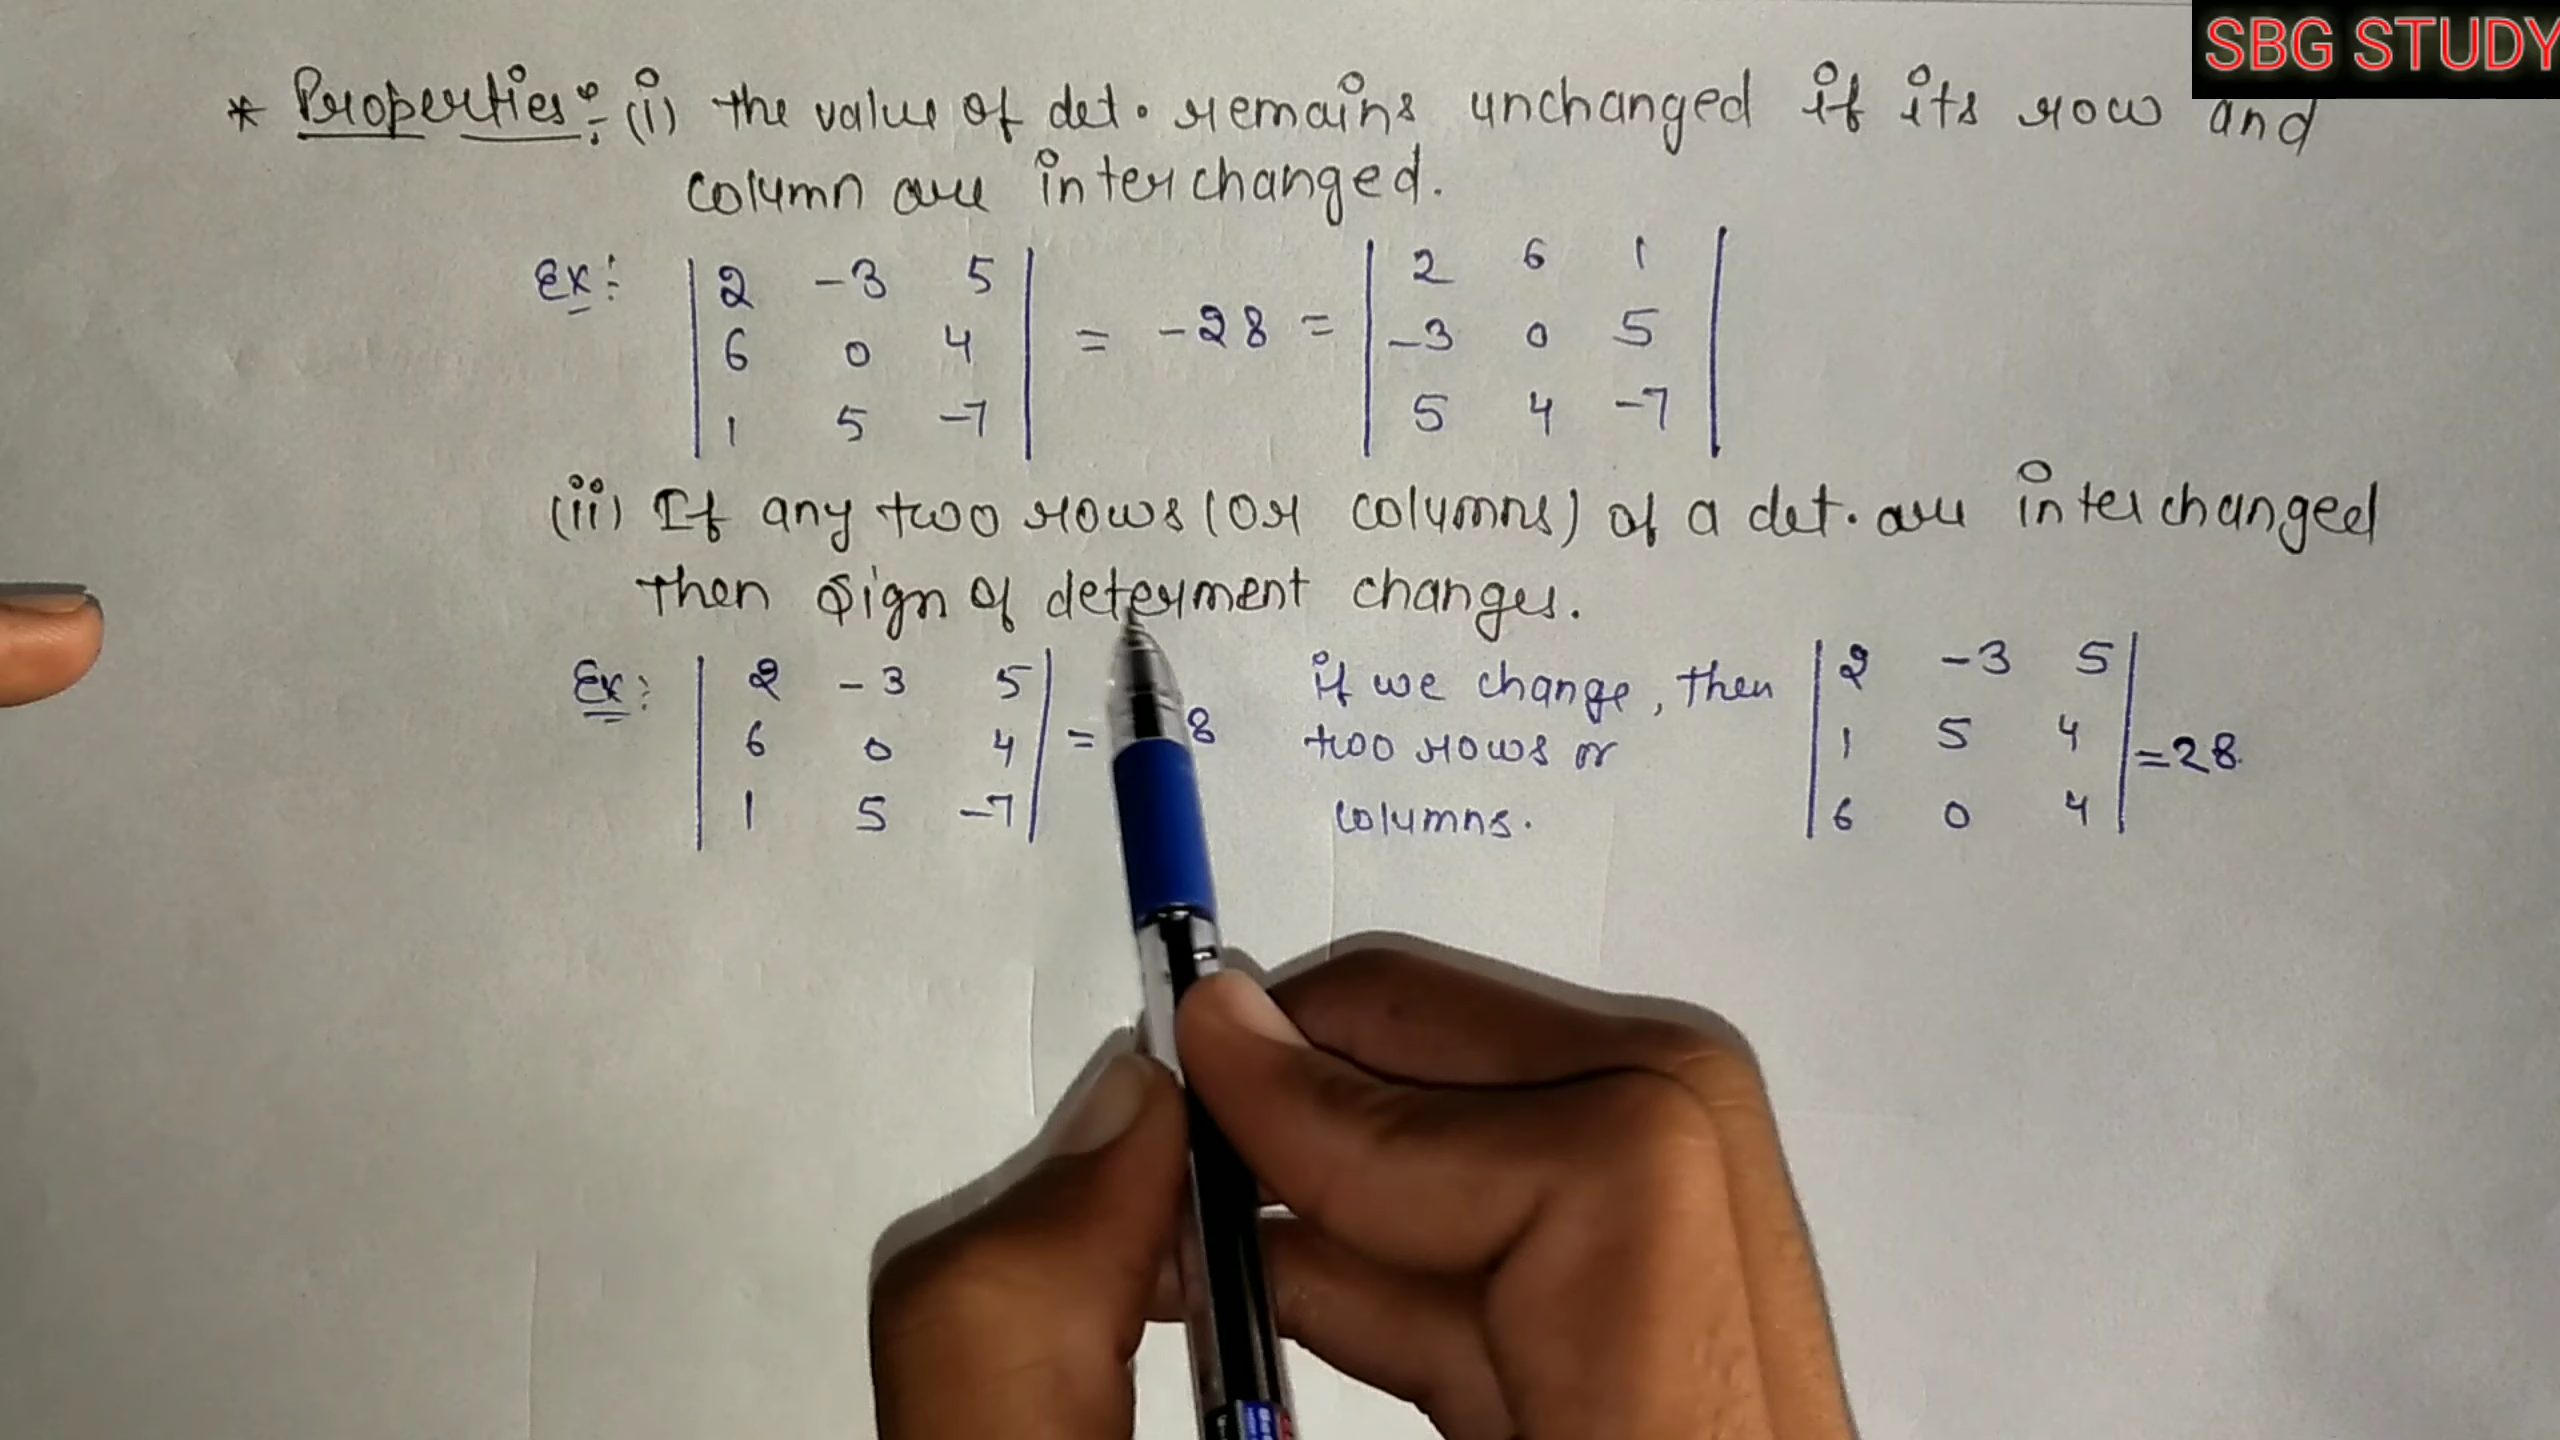 SBG STUDY
* Properties:- (i) the value of det. remains unchanged if its row and
column are interchanged.
Ex:- | 2 -3 5 |
| 6 0 4 |
| 1 5 -7 | = -28 = | 2 6 1 |
| -3 0 5 |
| 5 4 -7 |
(ii) If any two rows (or columns) of a det. are interchanged
then sign of determent changes.
Ex: | 2 -3 5 |
| 6 0 4 |
| 1 5 -7 | = 8
if we change, then
two rows or
columns.
| 2 -3 5 |
| 1 5 4 |
| 6 0 4 | = 28.